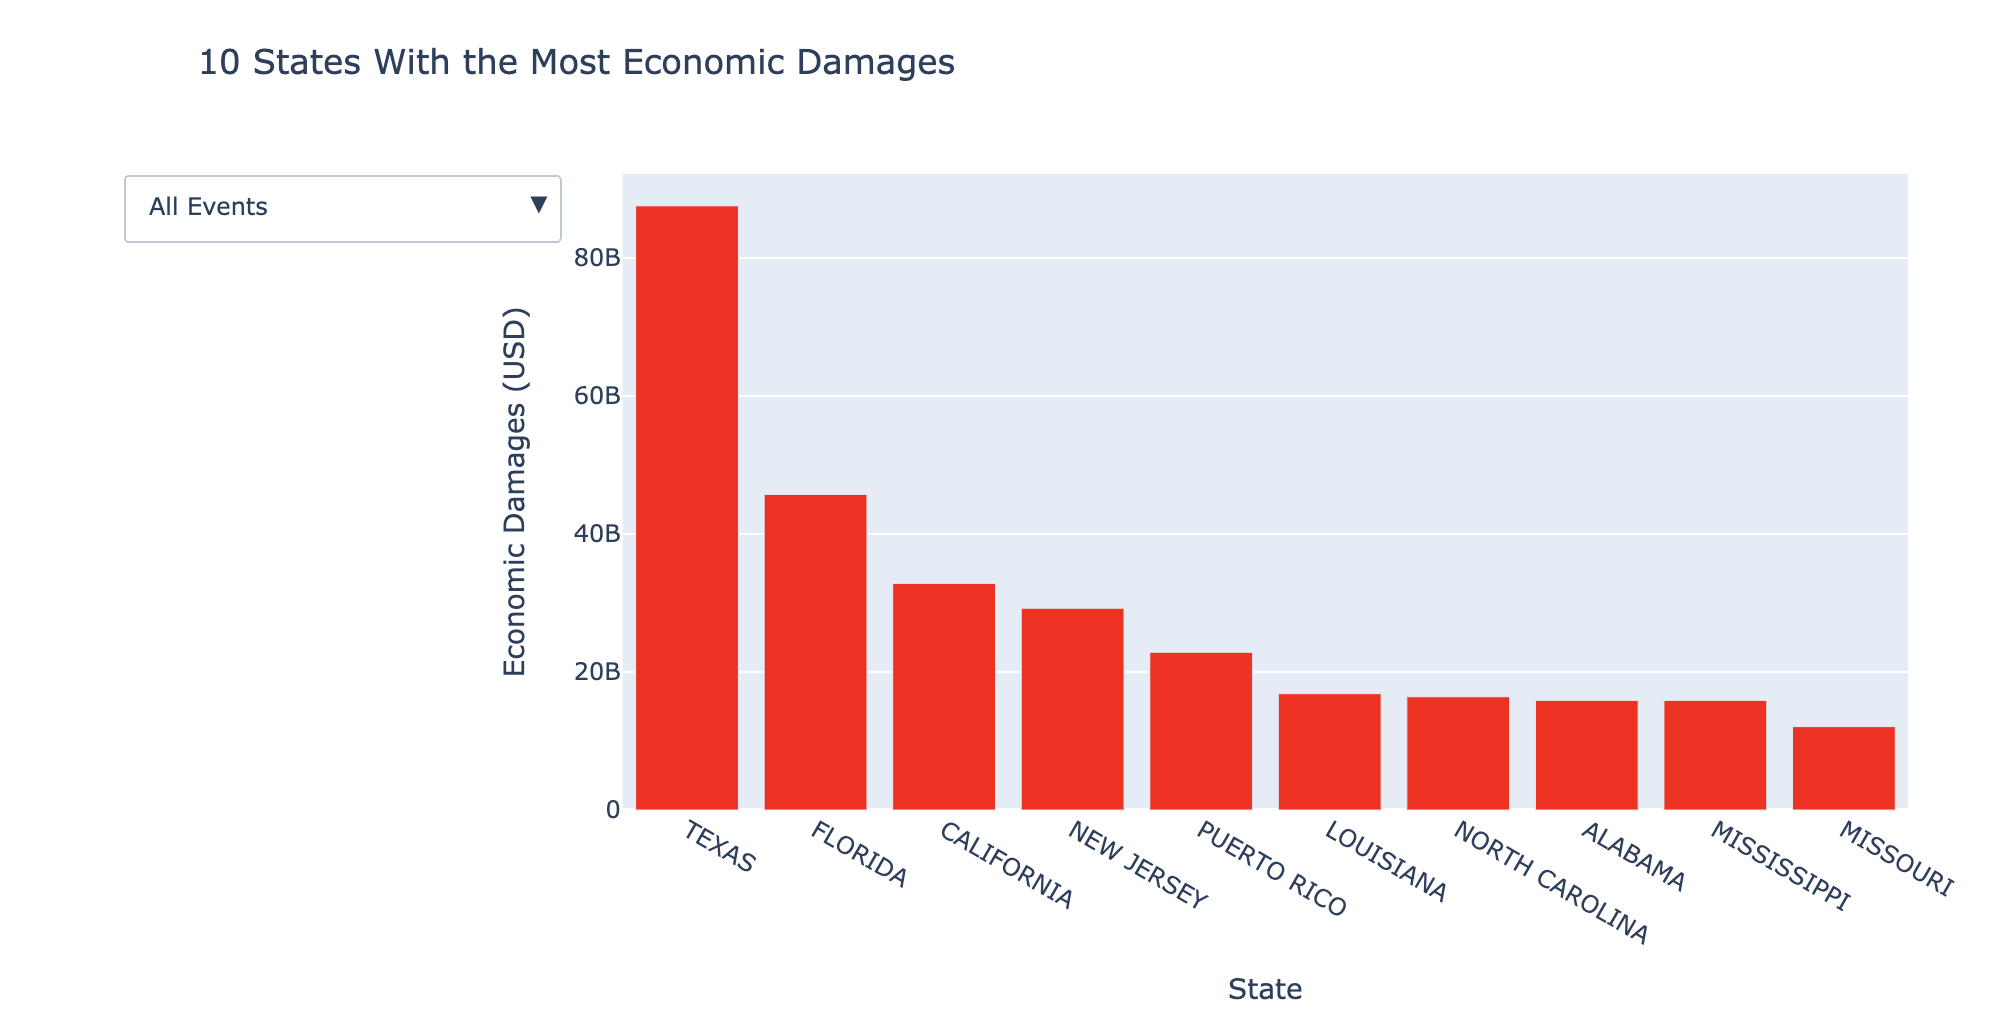 10 States With the Most Economic Damages
All Events ▼
Economic Damages (USD)
80B
60B
40B
20B
0
TEXAS
FLORIDA
CALIFORNIA
NEW JERSEY
PUERTO RICO
LOUISIANA
NORTH CAROLINA
ALABAMA
MISSISSIPPI
MISSOURI
State